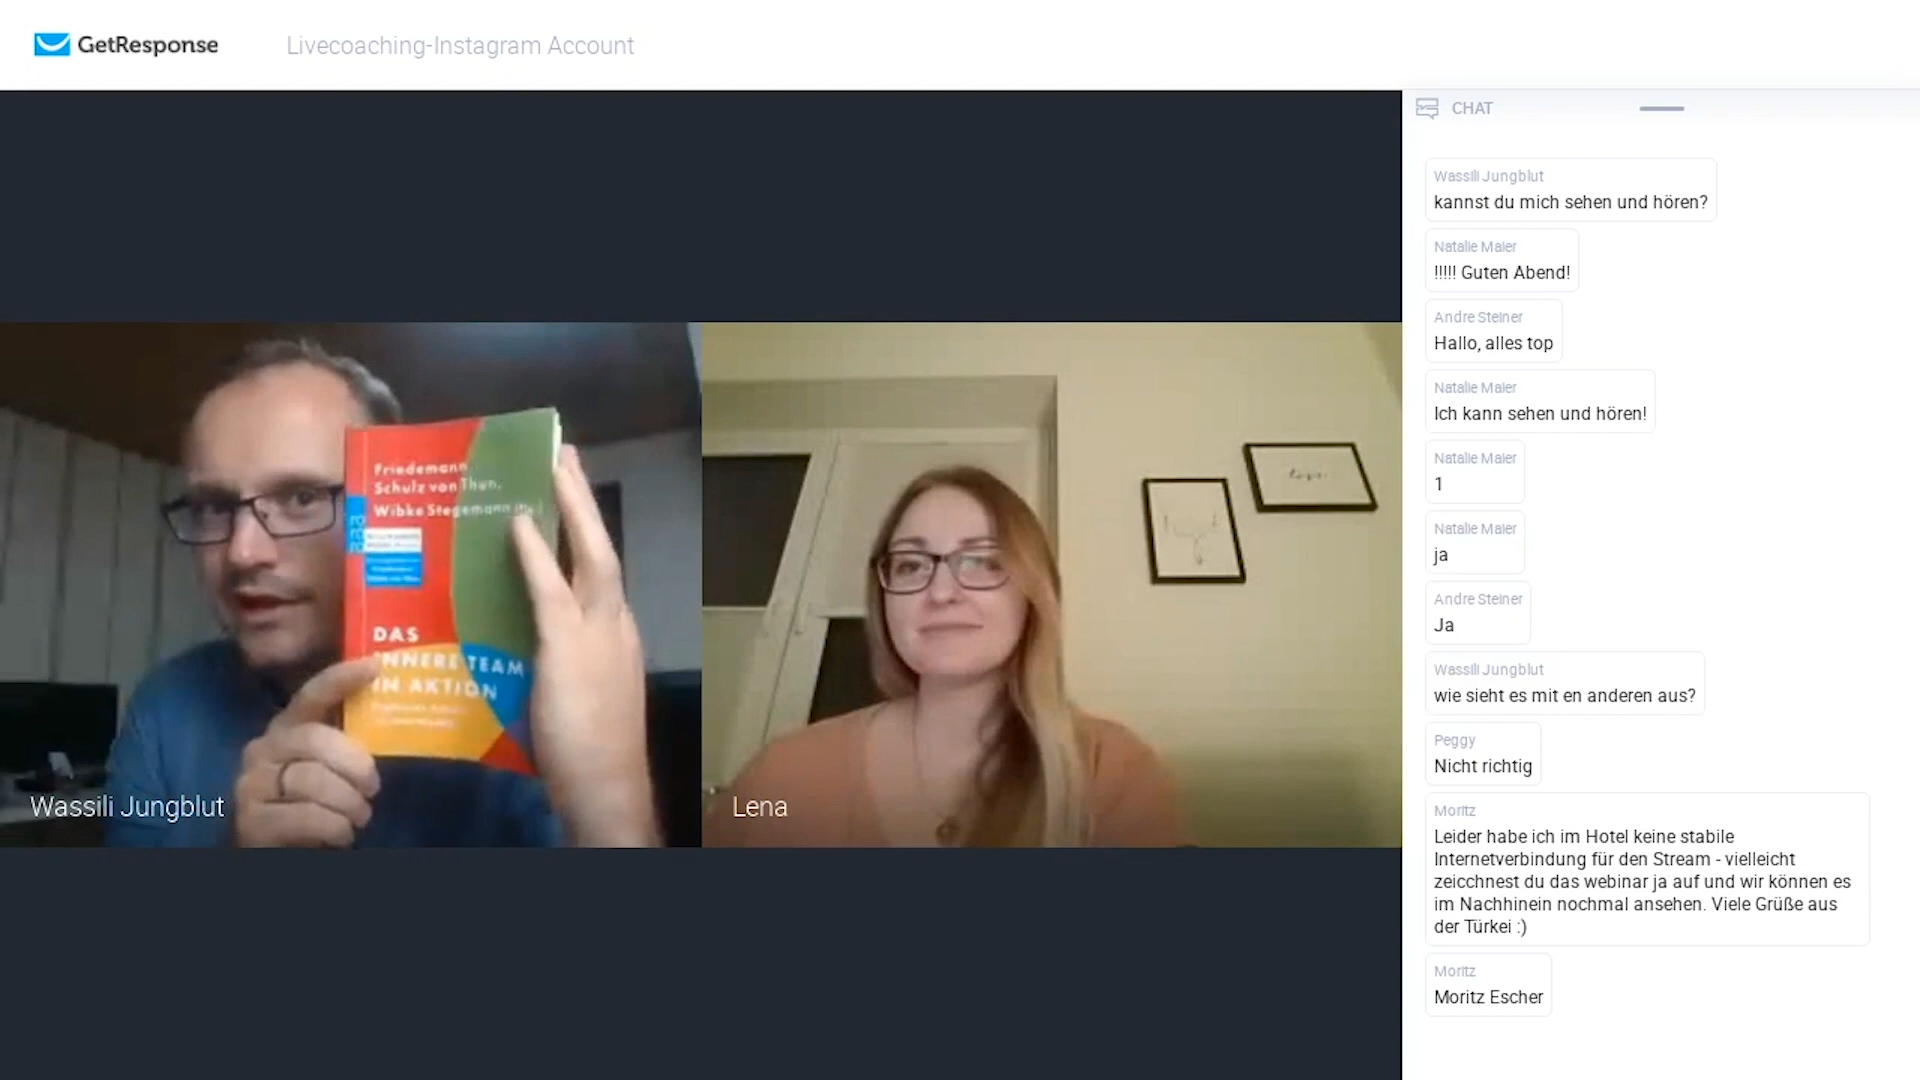 GetResponse
Livecoaching-Instagram Account
Friedemann
Schulz von Thun,
Wibke Stegemann
DAS
INNERE TEAM
IN AKTION
Wassili Jungblut
Lena
CHAT
Wassili Jungblut
kannst du mich sehen und hören?
Natalie Maier
!!!!! Guten Abend!
Andre Steiner
Hallo, alles top
Natalie Maier
Ich kann sehen und hören!
Natalie Maier
1
Natalie Maier
ja
Andre Steiner
Ja
Wassili Jungblut
wie sieht es mit en anderen aus?
Peggy
Nicht richtig
Moritz
Leider habe ich im Hotel keine stabile
Internetverbindung für den Stream - vielleicht
zeicchnest du das webinar ja auf und wir können es
im Nachhinein nochmal ansehen. Viele Grüße aus
der Türkei :)
Moritz
Moritz Escher